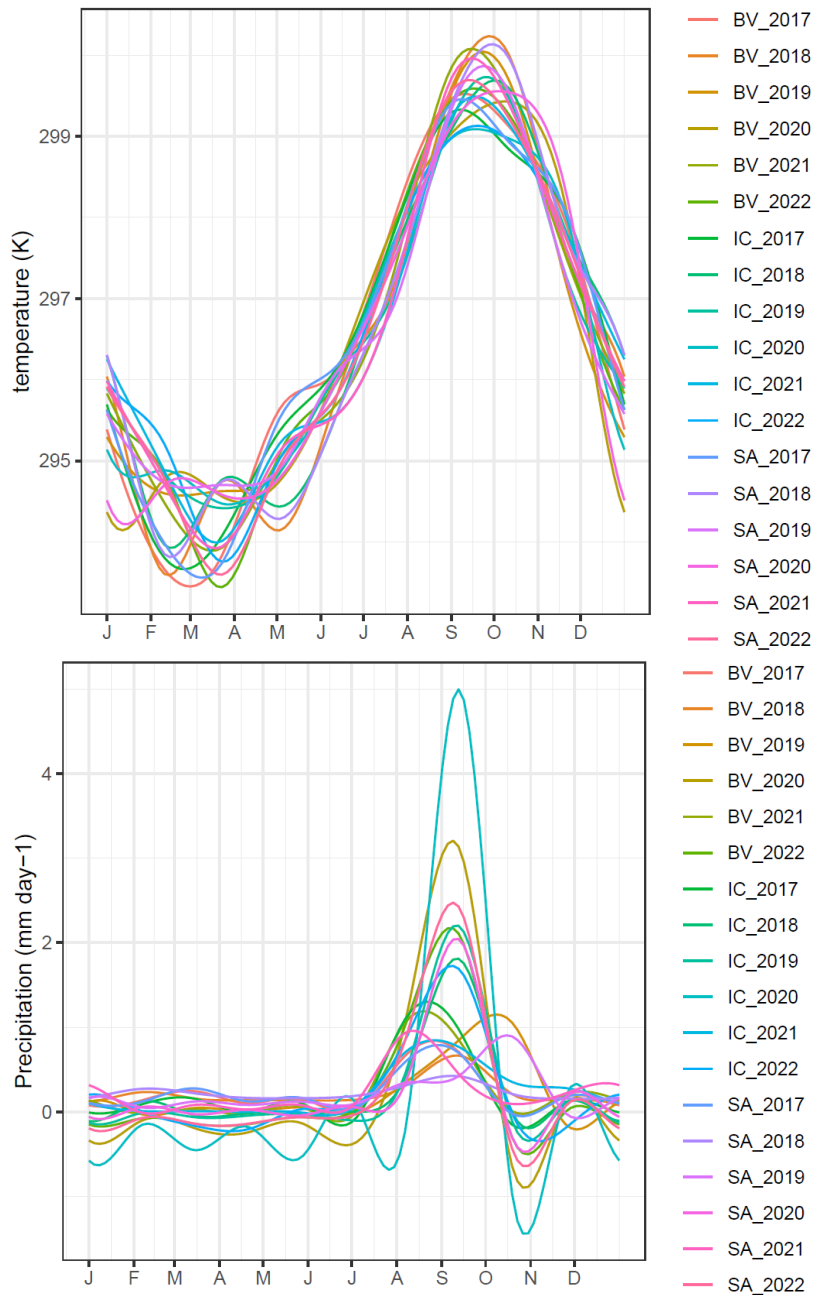 temperature (K)
299
297
295
J F M A M J J A S O N D
BV_2017
BV_2018
BV_2019
BV_2020
BV_2021
BV_2022
IC_2017
IC_2018
IC_2019
IC_2020
IC_2021
IC_2022
SA_2017
SA_2018
SA_2019
SA_2020
SA_2021
SA_2022
Precipitation (mm day−1)
4
2
0
J F M A M J J A S O N D
BV_2017
BV_2018
BV_2019
BV_2020
BV_2021
BV_2022
IC_2017
IC_2018
IC_2019
IC_2020
IC_2021
IC_2022
SA_2017
SA_2018
SA_2019
SA_2020
SA_2021
SA_2022